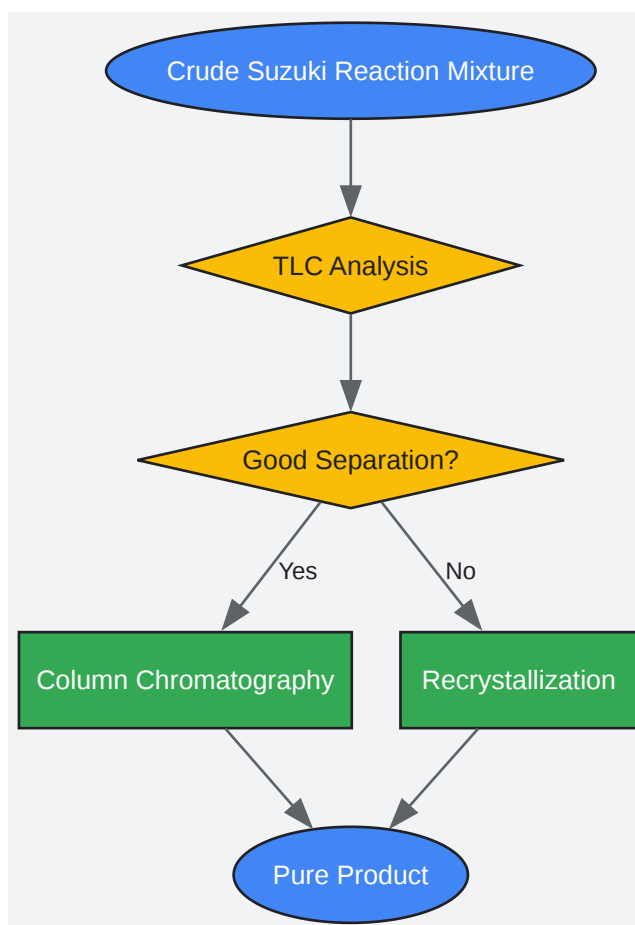 Crude Suzuki Reaction Mixture
TLC Analysis
Good Separation?
Yes
No
Column Chromatography
Recrystallization
Pure Product